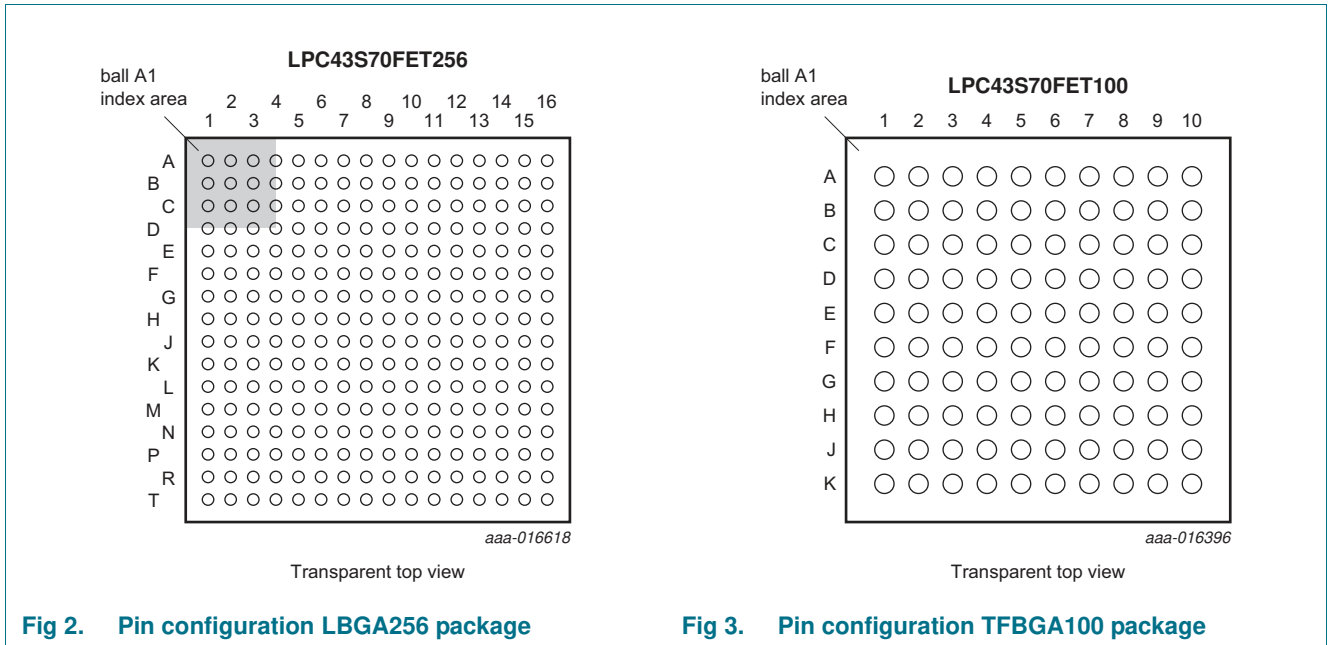 LPC43S70FET256
ball A1
index area
2 4 6 8 10 12 14 16
1 3 5 7 9 11 13 15
A
B
C
D
E
F
G
H
J
K
L
M
N
P
R
T
aaa-016618
Transparent top view
Fig 2. Pin configuration LBGA256 package
LPC43S70FET100
ball A1
index area
1 2 3 4 5 6 7 8 9 10
A
B
C
D
E
F
G
H
J
K
aaa-016396
Transparent top view
Fig 3. Pin configuration TFBGA100 package